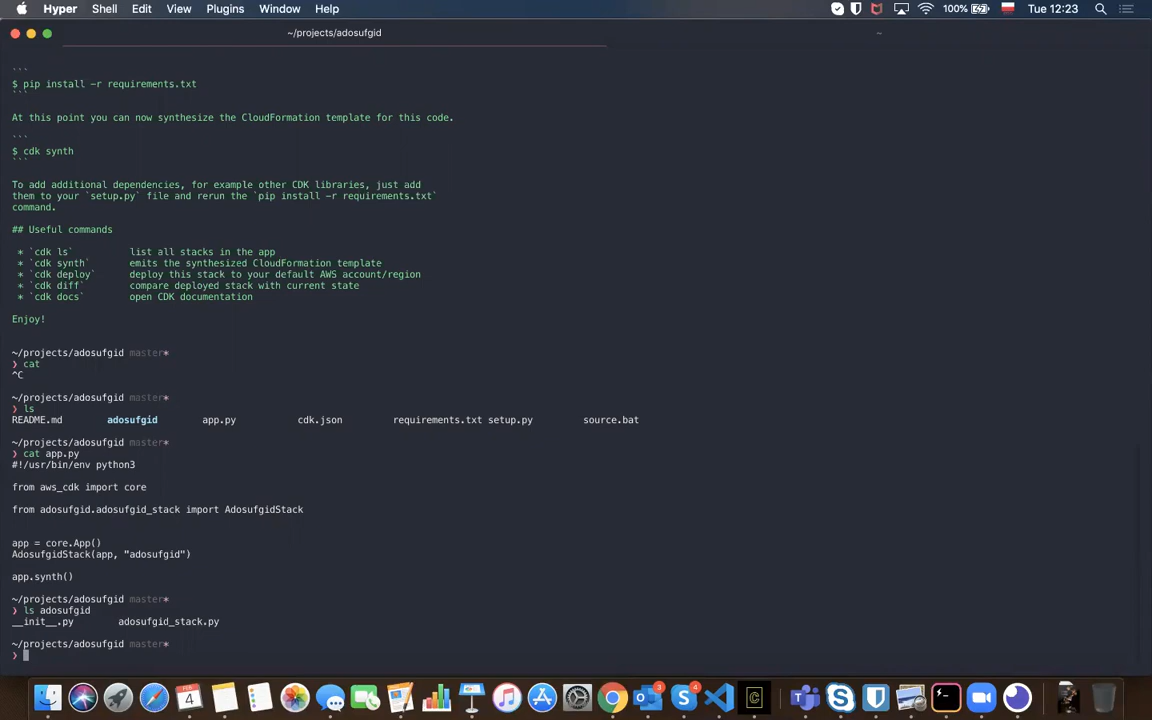 Hyper Shell Edit View Plugins Window Help 100% Tue 12:23
~/projects/adosufgid ~
```
$ pip install -r requirements.txt
```
At this point you can now synthesize the CloudFormation template for this code.
```
$ cdk synth
```
To add additional dependencies, for example other CDK libraries, just add
them to your `setup.py` file and rerun the `pip install -r requirements.txt`
command.
## Useful commands
* `cdk ls` list all stacks in the app
* `cdk synth` emits the synthesized CloudFormation template
* `cdk deploy` deploy this stack to your default AWS account/region
* `cdk diff` compare deployed stack with current state
* `cdk docs` open CDK documentation
Enjoy!
~/projects/adosufgid master*
❯ cat
^C
~/projects/adosufgid master*
❯ ls
README.md adosufgid app.py cdk.json requirements.txt setup.py source.bat
~/projects/adosufgid master*
❯ cat app.py
#!/usr/bin/env python3
from aws_cdk import core
from adosufgid.adosufgid_stack import AdosufgidStack
app = core.App()
AdosufgidStack(app, "adosufgid")
app.synth()
~/projects/adosufgid master*
❯ ls adosufgid
__init__.py adosufgid_stack.py
~/projects/adosufgid master*
❯
4 3 4